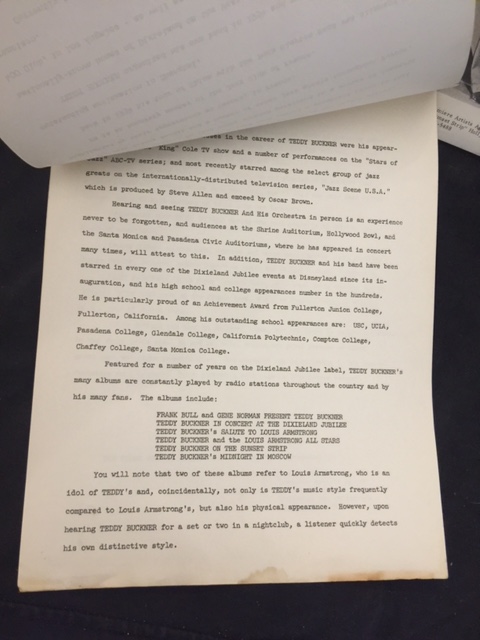 in the career of TEDDY BUCKNER were his appear-
King" Cole TV show and a number of performances on the "Stars of
Jazz" ABC-TV series; and most recently starred among the select group of jazz
greats on the internationally-distributed television series, "Jazz Scene U.S.A."
which is produced by Steve Allen and emceed by Oscar Brown.
Hearing and seeing TEDDY BUCKNER And His Orchestra in person is an experience
never to be forgotten, and audiences at the Shrine Auditorium, Hollywood Bowl, and
the Santa Monica and Pasadena Civic Auditoriums, where he has appeared in concert
many times, will attest to this. In addition, TEDDY BUCKNER and his band have been
starred in every one of the Dixieland Jubilee events at Disneyland since its in-
auguration, and his high school and college appearances number in the hundreds.
He is particularly proud of an Achievement Award from Fullerton Junion College,
Fullerton, California. Among his outstanding school appearances are: USC, UCLA,
Pasadena College, Glendale College, California Polytechnic, Compton College,
Chaffey College, Santa Monica College.
Featured for a number of years on the Dixieland Jubilee label, TEDDY BUCKNER's
many albums are constantly played by radio stations throughout the country and by
his many fans. The albums include:
FRANK BULL and GENE NORMAN PRESENT TEDDY BUCKNER
TEDDY BUCKNER IN CONCERT AT THE DIXIELAND JUBILEE
TEDDY BUCKNER's SALUTE TO LOUIS ARMSTRONG
TEDDY BUCKNER and the LOUIS ARMSTRONG ALL STARS
TEDDY BUCKNER ON THE SUNSET STRIP
TEDDY BUCKNER's MIDNIGHT IN MOSCOW
You will note that two of these albums refer to Louis Armstrong, who is an
idol of TEDDY's and, coincidentally, not only is TEDDY's music style frequently
compared to Louis Armstrong's, but also his physical appearance. However, upon
hearing TEDDY BUCKNER for a set or two in a nightclub, a listener quickly detects
his own distinctive style.